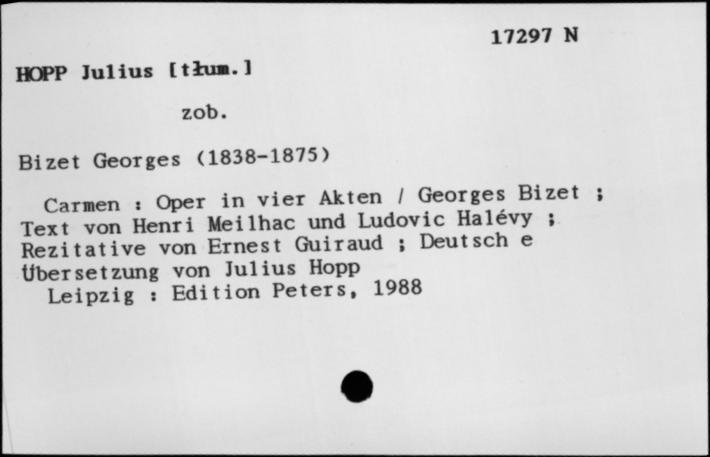 17297 N
HOPP Julius [tłum.]
zob.
Bizet Georges (1838-1875)
Carmen : Oper in vier Akten / Georges Bizet ;
Text von Henri Meilhac und Ludovic Halévy ;
Rezitative von Ernest Guiraud ; Deutsch e
Übersetzung von Julius Hopp
Leipzig : Edition Peters, 1988